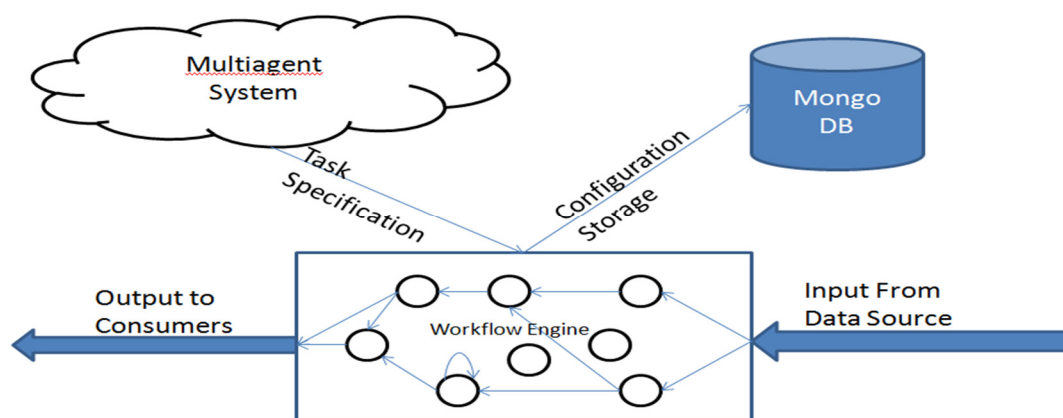 Multiagent
System
Mongo
DB
Task
Specification
Configuration
Storage
Output to
Consumers
Workflow Engine
Input From
Data Source